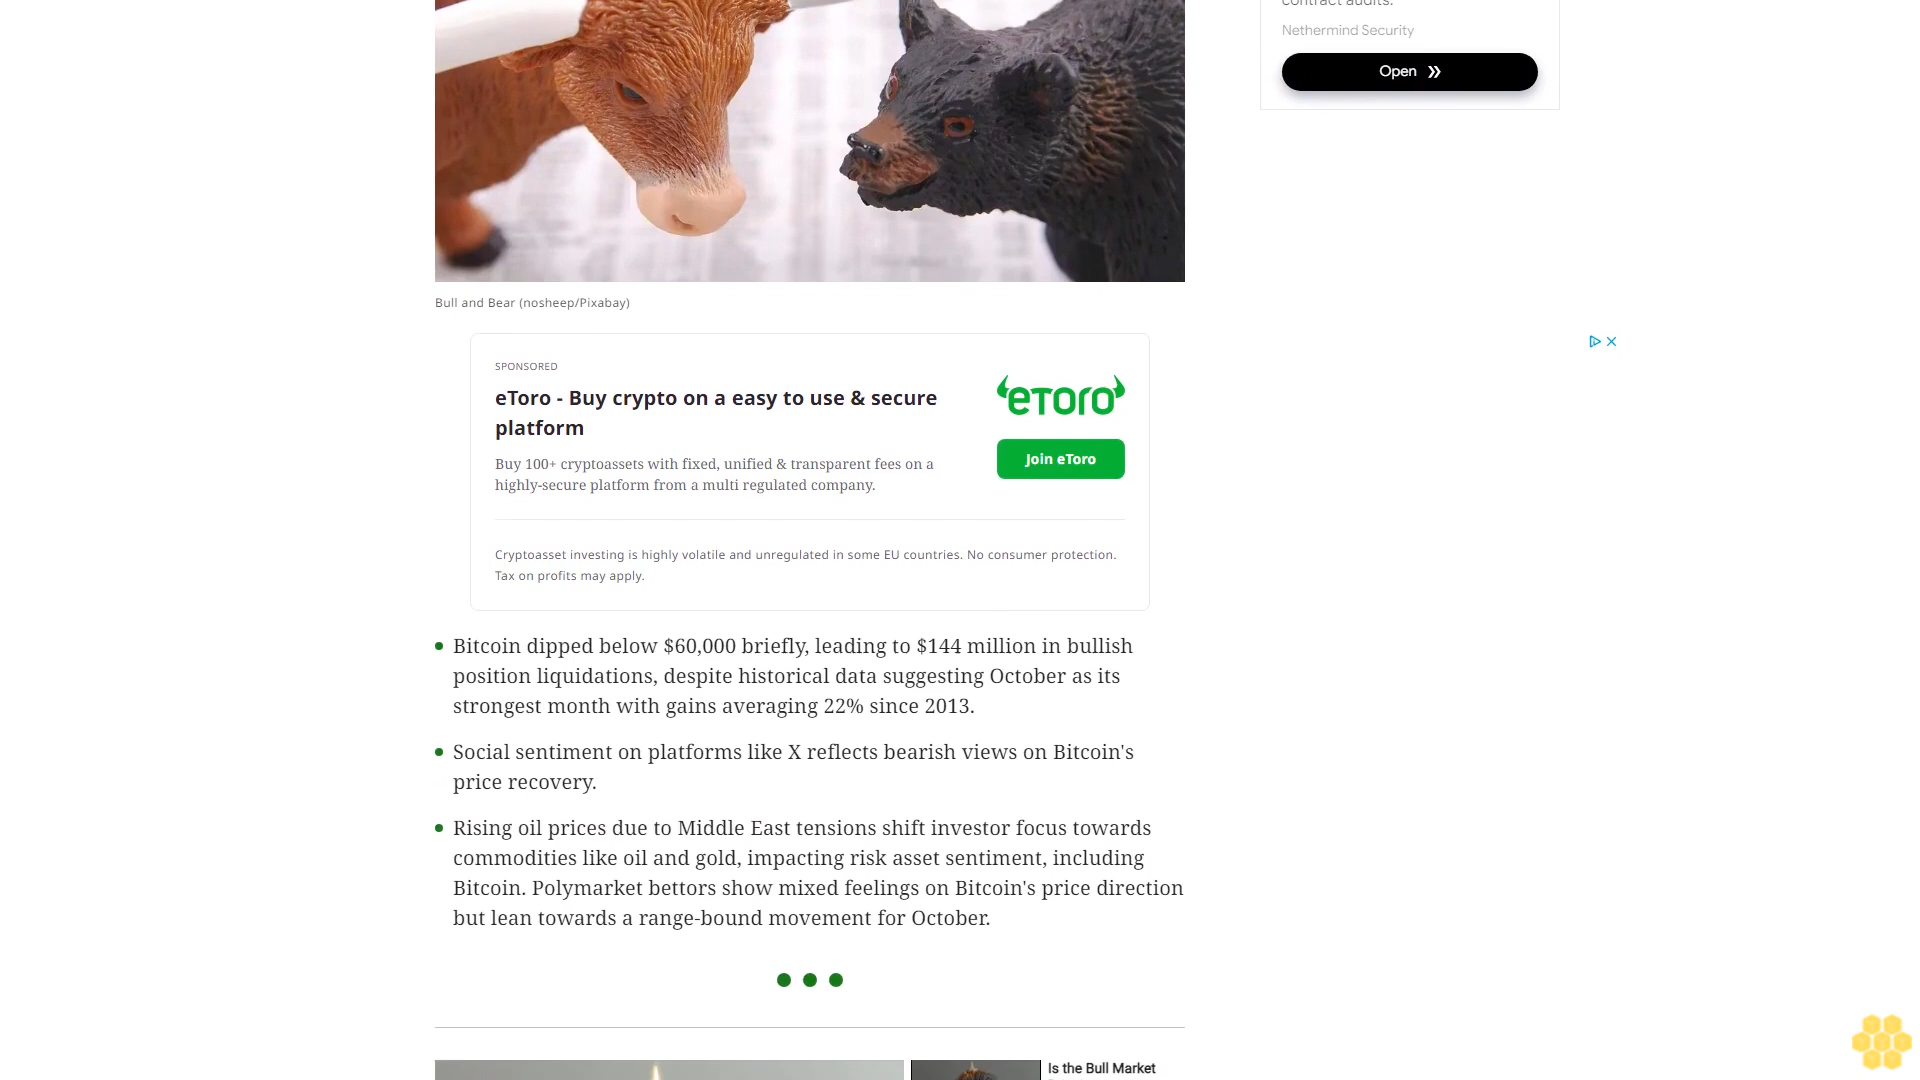 contract audits.
Nethermind Security
Open
Bull and Bear (nosheep/Pixabay)
SPONSORED
eToro - Buy crypto on a easy to use & secure
platform
Buy 100+ cryptoassets with fixed, unified & transparent fees on a
highly-secure platform from a multi regulated company.
eToro
Join eToro
Cryptoasset investing is highly volatile and unregulated in some EU countries. No consumer protection.
Tax on profits may apply.
Bitcoin dipped below $60,000 briefly, leading to $144 million in bullish
position liquidations, despite historical data suggesting October as its
strongest month with gains averaging 22% since 2013.
Social sentiment on platforms like X reflects bearish views on Bitcoin's
price recovery.
Rising oil prices due to Middle East tensions shift investor focus towards
commodities like oil and gold, impacting risk asset sentiment, including
Bitcoin. Polymarket bettors show mixed feelings on Bitcoin's price direction
but lean towards a range-bound movement for October.
Is the Bull Market